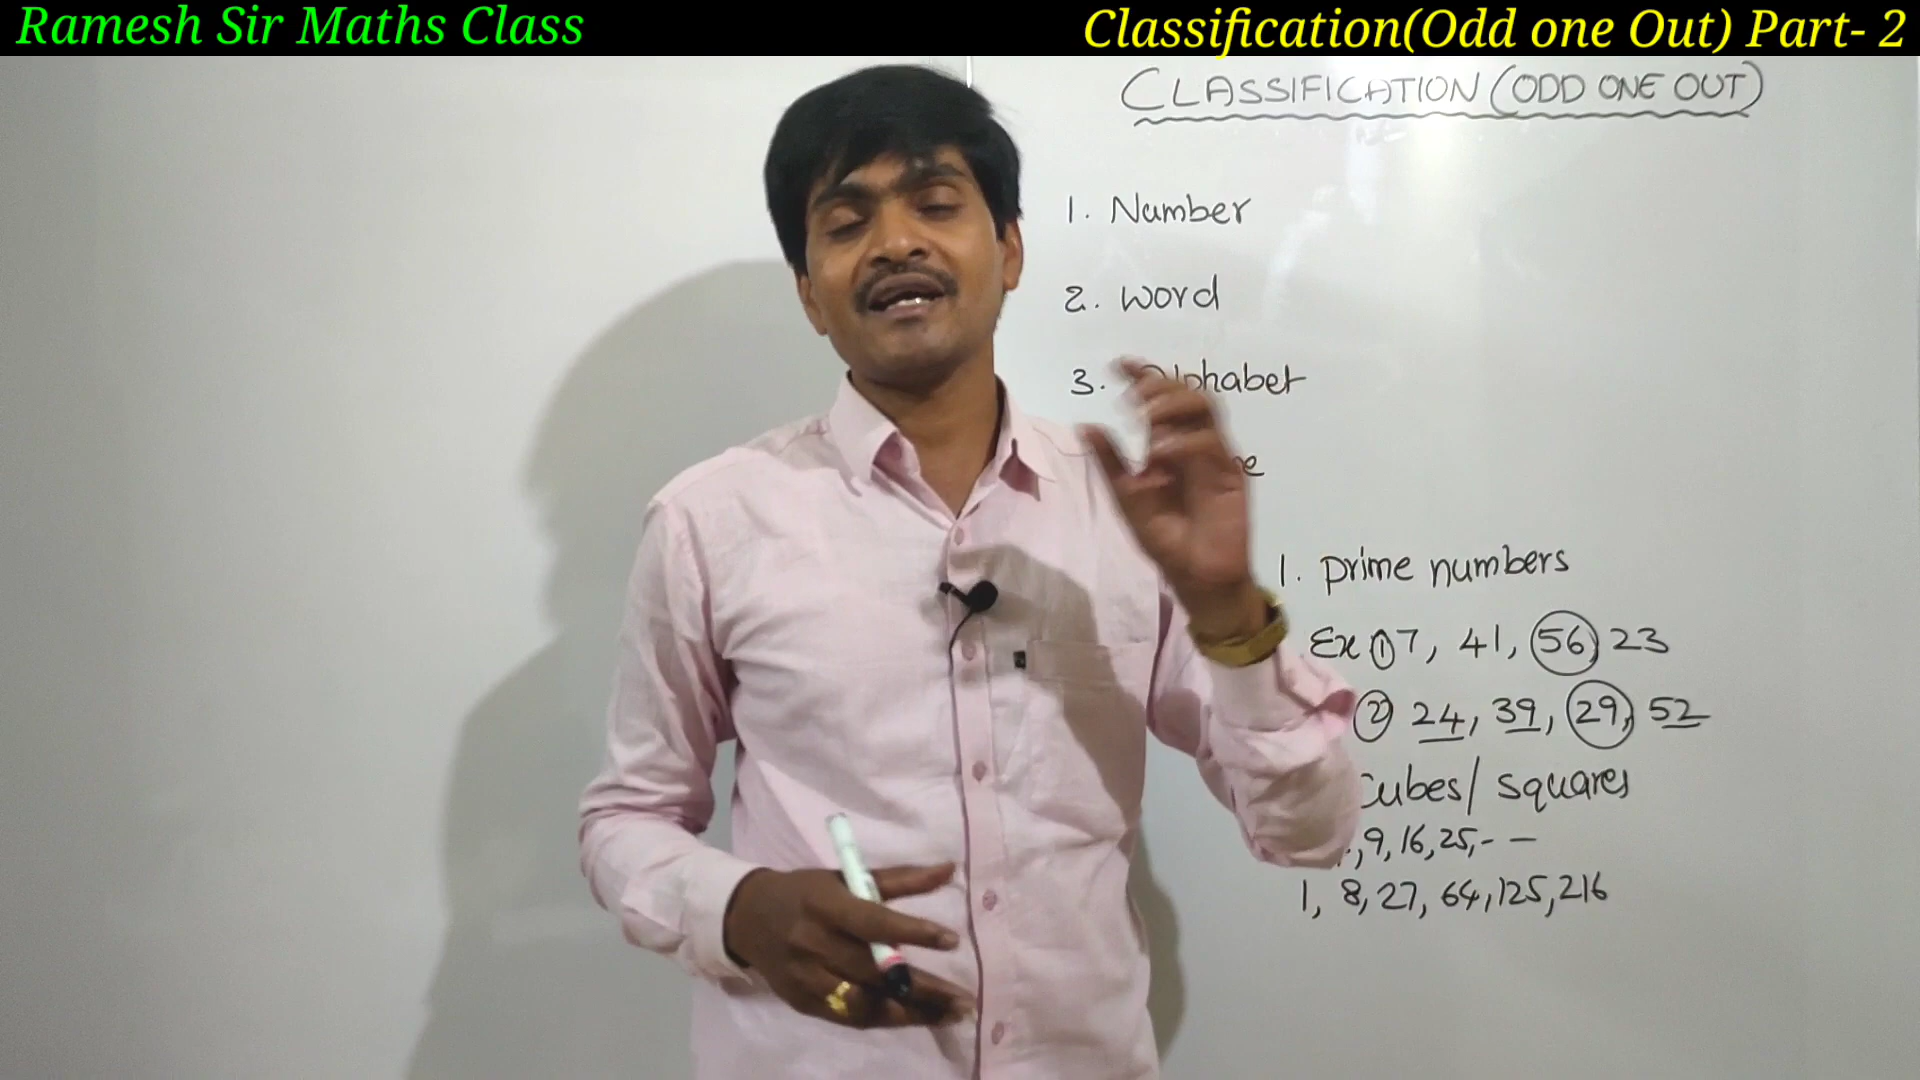 Ramesh Sir Maths Class
Classification(Odd one Out) Part- 2
CLASSIFICATION (ODD ONE OUT)
1. Number
2. word
3. Alphabet
1. prime numbers
Ex ① 7, 41, 56, 23
② 24, 39, 29, 52
cubes/ squares
, 9, 16, 25, - -
1, 8, 27, 64, 125, 216